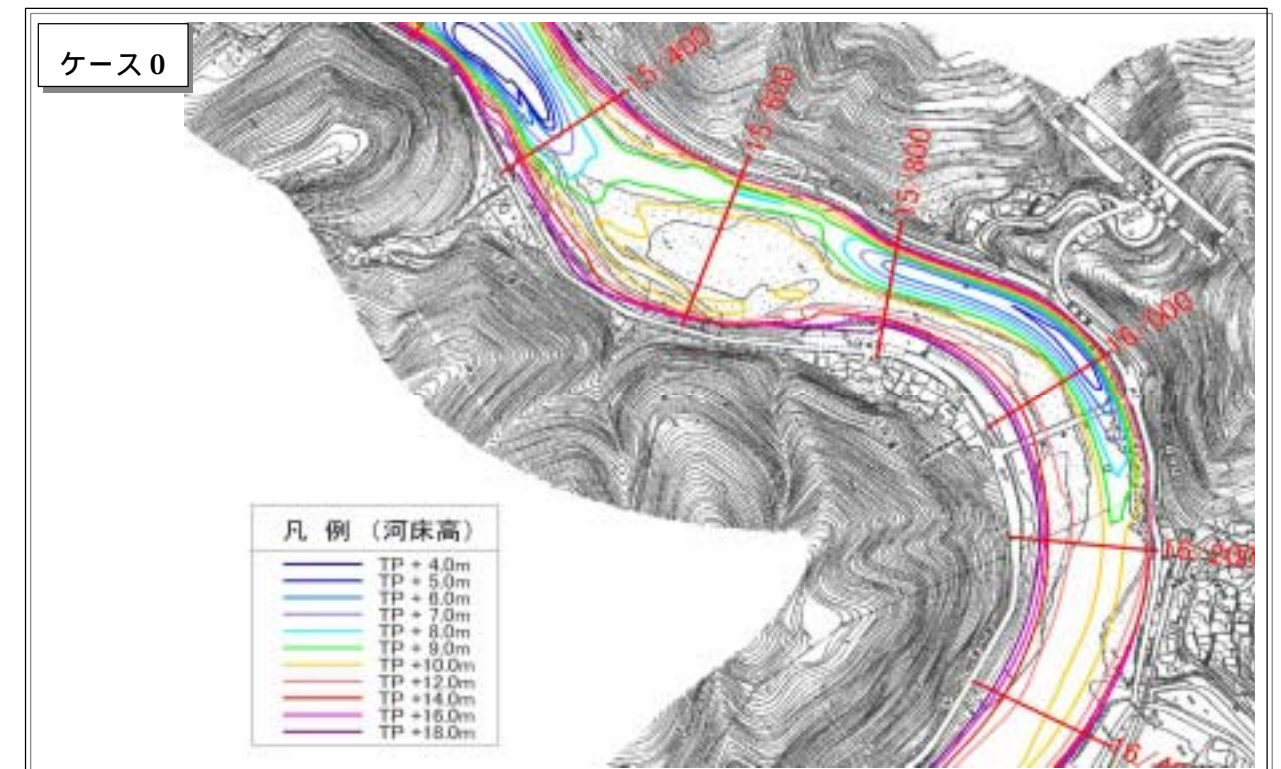 ケース0
15/400
15/600
15/800
16/000
16/200
凡 例 （河床高）
TP + 4.0m
TP + 5.0m
TP + 6.0m
TP + 7.0m
TP + 8.0m
TP + 9.0m
TP +10.0m
TP +12.0m
TP +14.0m
TP +16.0m
TP +18.0m